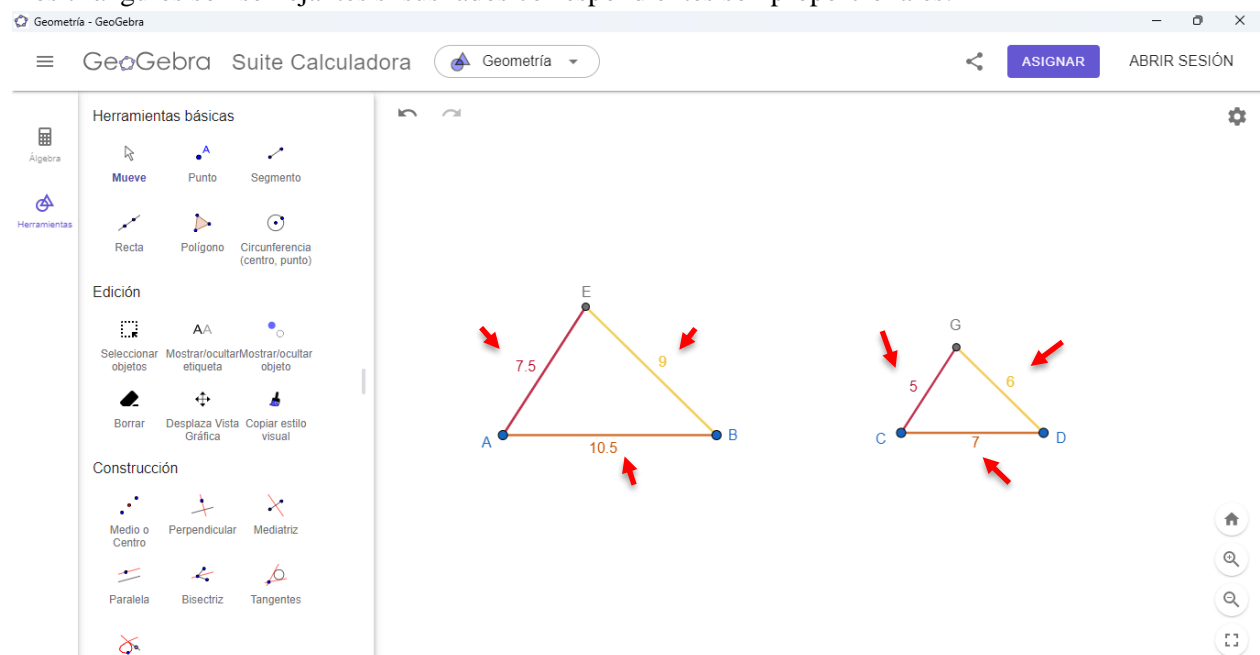 Geometría - GeoGebra
GeoGebra Suite Calculadora Geometría ASIGNAR ABRIR SESIÓN
Álgebra
Herramientas
Herramientas básicas
Mueve Punto Segmento
Recta Polígono Circunferencia
(centro, punto)
Edición
Seleccionar
objetos
Mostrar/ocultar
etiqueta
Mostrar/ocultar
objeto
Borrar Desplaza Vista
Gráfica
Copiar estilo
visual
Construcción
Medio o
Centro
Perpendicular Mediatriz
Paralela Bisectriz Tangentes
E
7.5
9
A
B
10.5
G
5
6
C
D
7